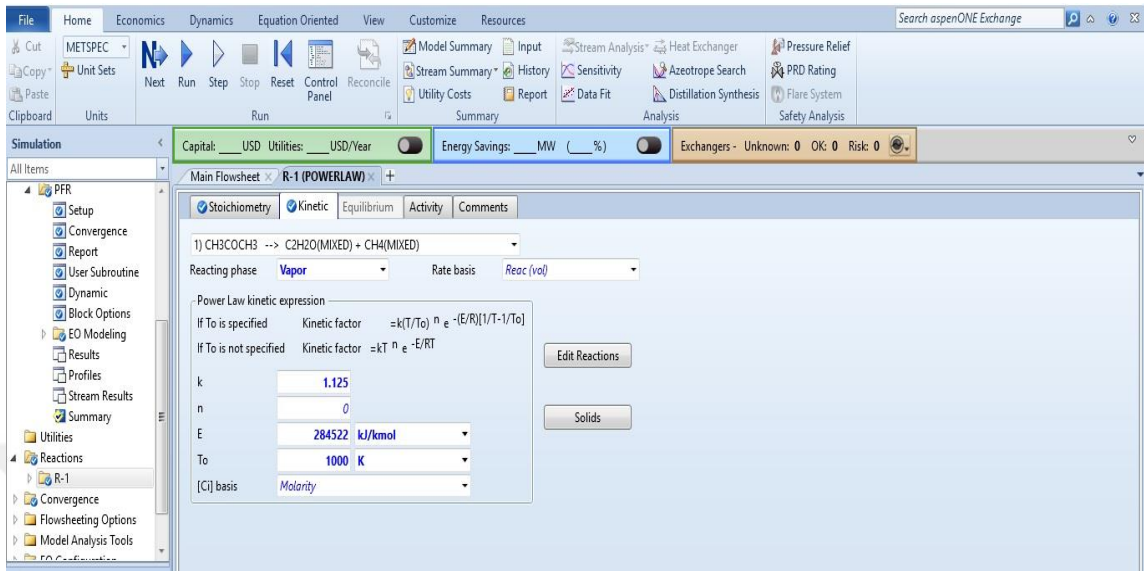 File Home Economics Dynamics Equation Oriented View Customize Resources Search aspenONE Exchange
Cut METSPEC Model Summary Input Stream Analysis Heat Exchanger Pressure Relief
Copy Unit Sets Next Run Step Stop Reset Control Panel Reconcile Stream Summary History Sensitivity Azeotrope Search PRD Rating
Paste Utility Costs Report Data Fit Distillation Synthesis Flare System
Clipboard Units Run Summary Analysis Safety Analysis
Simulation < Capital: ____USD Utilities: ____USD/Year Energy Savings: ____MW (____%) Exchangers - Unknown: 0 OK: 0 Risk: 0
All Items Main Flowsheet × R-1 (POWERLAW) × +
PFR
Setup
Convergence
Report
User Subroutine
Dynamic
Block Options
EO Modeling
Results
Profiles
Stream Results
Summary
Utilities
Reactions
R-1
Convergence
Flowsheeting Options
Model Analysis Tools
EO Configuration
Stoichiometry Kinetic Equilibrium Activity Comments
1) CH3COCH3 --> C2H2O(MIXED) + CH4(MIXED)
Reacting phase Vapor Rate basis Reac (vol)
Power Law kinetic expression
If To is specified Kinetic factor =k(T/To) n e -(E/R)[1/T-1/To]
If To is not specified Kinetic factor =kT n e -E/RT
Edit Reactions
k 1.125
n 0
Solids
E 284522 kJ/kmol
To 1000 K
[Ci] basis Molarity